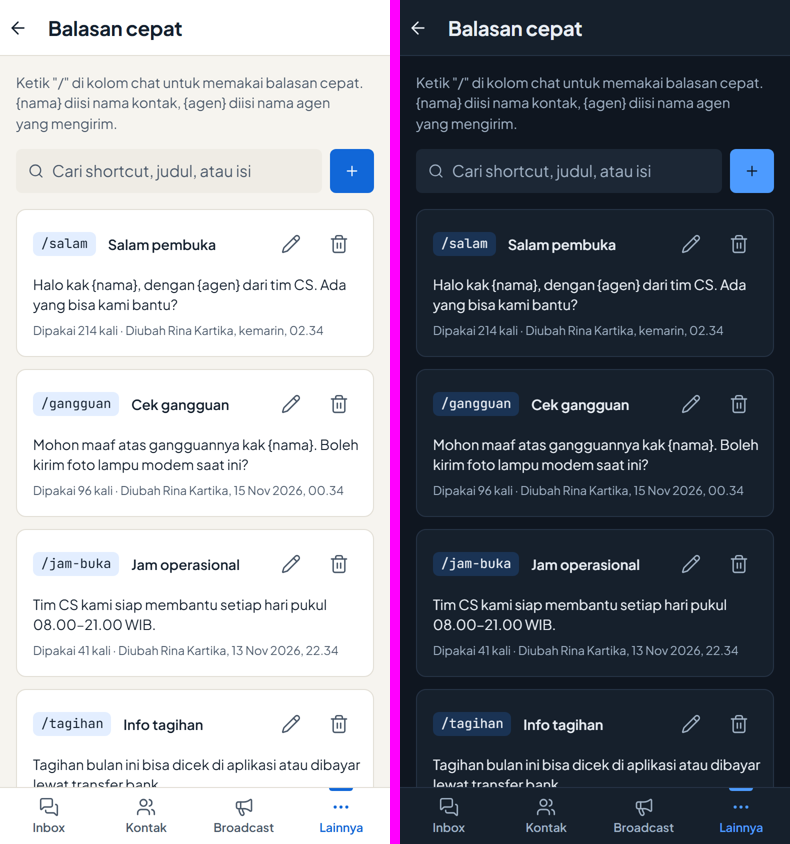 Balasan cepat
Ketik "/" di kolom chat untuk memakai balasan cepat.
{nama} diisi nama kontak, {agen} diisi nama agen
yang mengirim.
Cari shortcut, judul, atau isi
+
/salam Salam pembuka
Halo kak {nama}, dengan {agen} dari tim CS. Ada
yang bisa kami bantu?
Dipakai 214 kali · Diubah Rina Kartika, kemarin, 02.34
/gangguan Cek gangguan
Mohon maaf atas gangguannya kak {nama}. Boleh
kirim foto lampu modem saat ini?
Dipakai 96 kali · Diubah Rina Kartika, 15 Nov 2026, 00.34
/jam-buka Jam operasional
Tim CS kami siap membantu setiap hari pukul
08.00–21.00 WIB.
Dipakai 41 kali · Diubah Rina Kartika, 13 Nov 2026, 22.34
/tagihan Info tagihan
Tagihan bulan ini bisa dicek di aplikasi atau dibayar
lewat transfer bank
Inbox Kontak Broadcast Lainnya
Balasan cepat
Ketik "/" di kolom chat untuk memakai balasan cepat.
{nama} diisi nama kontak, {agen} diisi nama agen
yang mengirim.
Cari shortcut, judul, atau isi
+
/salam Salam pembuka
Halo kak {nama}, dengan {agen} dari tim CS. Ada
yang bisa kami bantu?
Dipakai 214 kali · Diubah Rina Kartika, kemarin, 02.34
/gangguan Cek gangguan
Mohon maaf atas gangguannya kak {nama}. Boleh
kirim foto lampu modem saat ini?
Dipakai 96 kali · Diubah Rina Kartika, 15 Nov 2026, 00.34
/jam-buka Jam operasional
Tim CS kami siap membantu setiap hari pukul
08.00–21.00 WIB.
Dipakai 41 kali · Diubah Rina Kartika, 13 Nov 2026, 22.34
/tagihan Info tagihan
Tagihan bulan ini bisa dicek di aplikasi atau dibayar
lewat transfer bank
Inbox Kontak Broadcast Lainnya